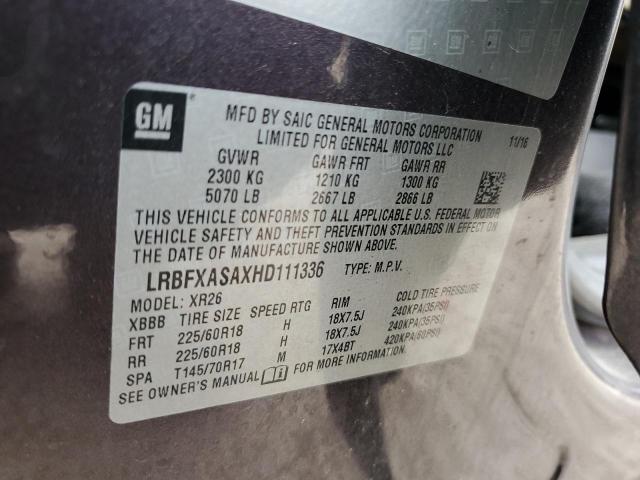 GM
MFD BY SAIC GENERAL MOTORS CORPORATION
LIMITED FOR GENERAL MOTORS LLC
11/16
GVWR GAWR FRT GAWR RR
2300 KG 1210 KG 1300 KG
5070 LB 2667 LB 2866 LB
THIS VEHICLE CONFORMS TO ALL APPLICABLE U.S. FEDERAL MOTOR
VEHICLE SAFETY AND THEFT PREVENTION STANDARDS IN EFFECT ON
THE DATE OF MANUFACTURE SHOWN ABOVE.
LRBFXASAXHD111336 TYPE: M.P.V.
MODEL: XR26
XBBB TIRE SIZE SPEED RTG RIM COLD TIRE PRESSURE
FRT 225/60R18 H 18X7.5J 240KPA(35PSI)
RR 225/60R18 H 18X7.5J 240KPA(35PSI)
SPA T145/70R17 M 17X4BT 420KPA(60PSI)
SEE OWNER'S MANUAL FOR MORE INFORMATION.